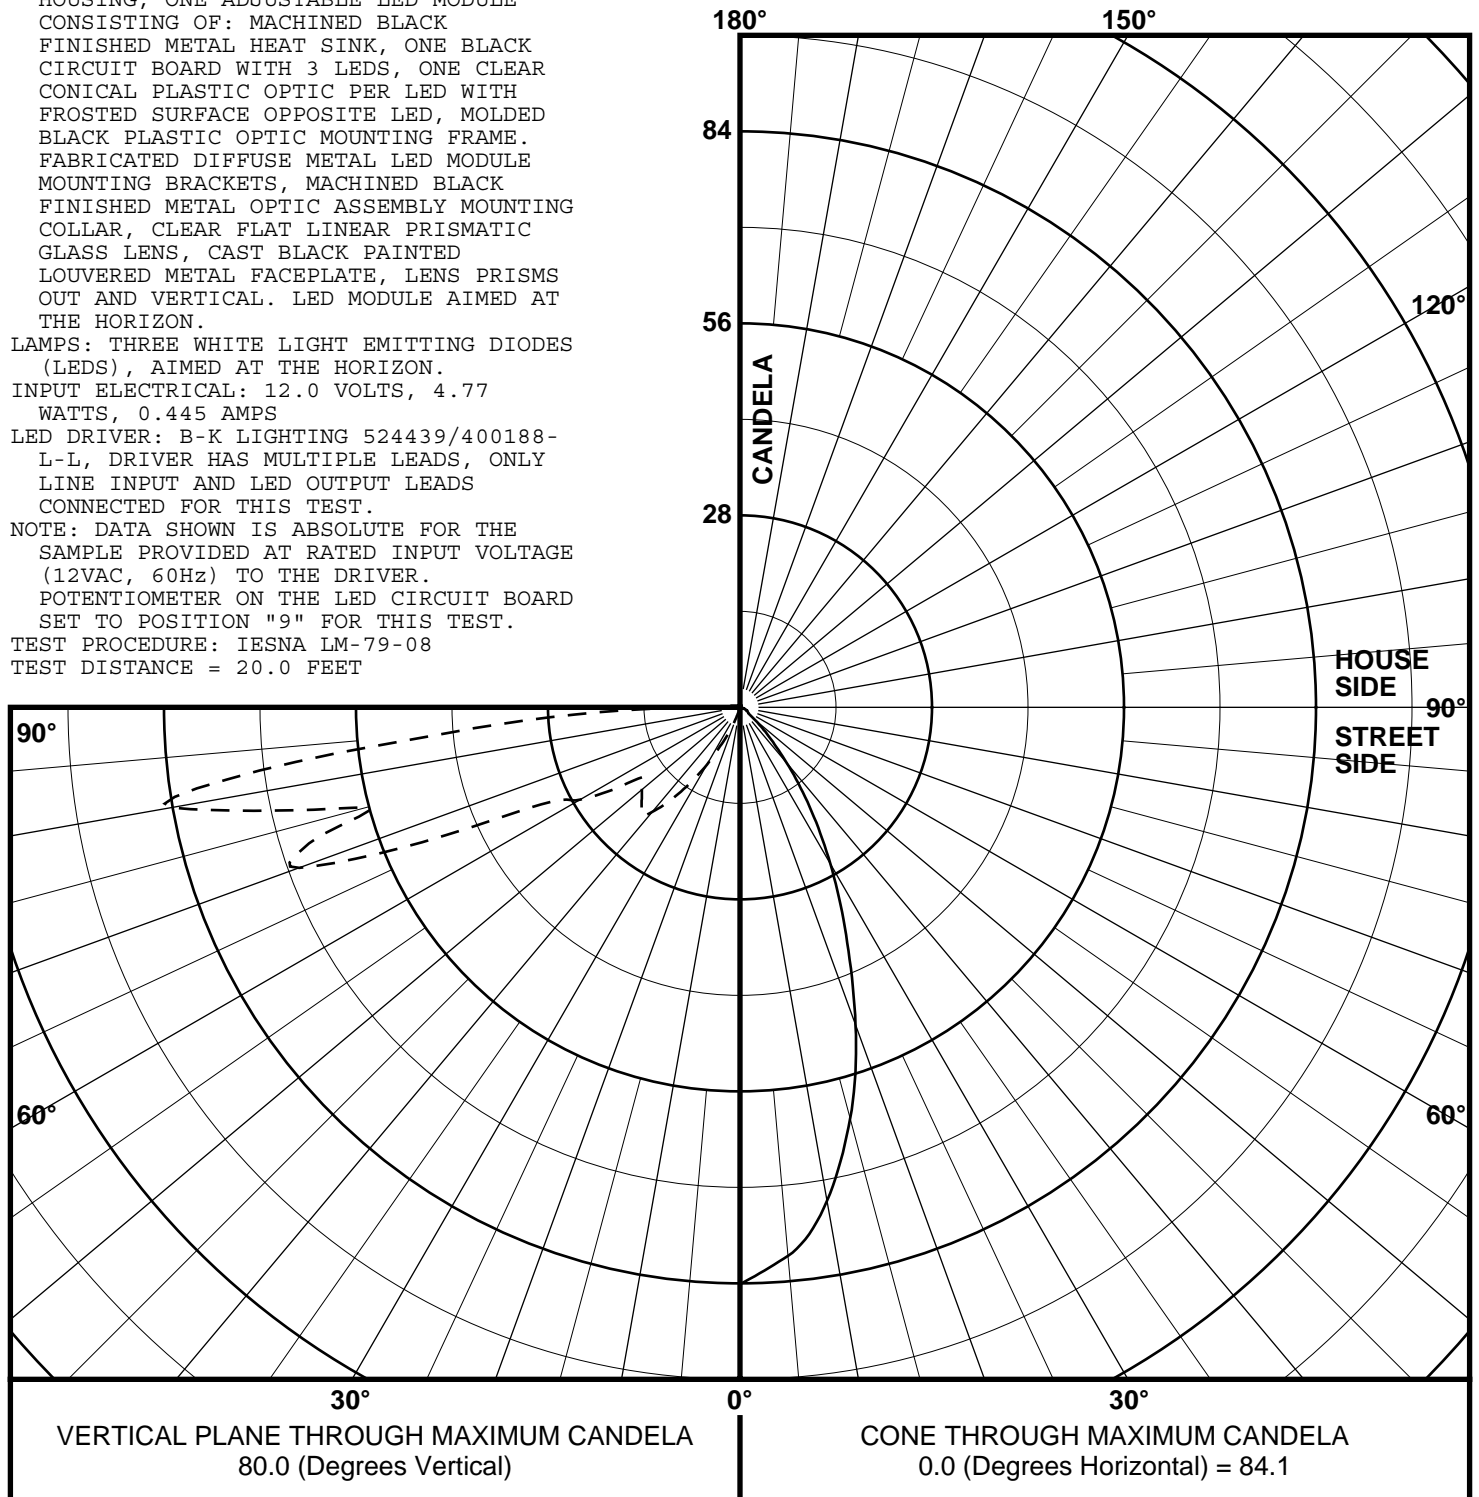 HOUSING, ONE ADJUSTABLE LED MODULE
CONSISTING OF: MACHINED BLACK
FINISHED METAL HEAT SINK, ONE BLACK
CIRCUIT BOARD WITH 3 LEDS, ONE CLEAR
CONICAL PLASTIC OPTIC PER LED WITH
FROSTED SURFACE OPPOSITE LED, MOLDED
BLACK PLASTIC OPTIC MOUNTING FRAME.
FABRICATED DIFFUSE METAL LED MODULE
MOUNTING BRACKETS, MACHINED BLACK
FINISHED METAL OPTIC ASSEMBLY MOUNTING
COLLAR, CLEAR FLAT LINEAR PRISMATIC
GLASS LENS, CAST BLACK PAINTED
LOUVERED METAL FACEPLATE, LENS PRISMS
OUT AND VERTICAL. LED MODULE AIMED AT
THE HORIZON.
LAMPS: THREE WHITE LIGHT EMITTING DIODES
(LEDS), AIMED AT THE HORIZON.
INPUT ELECTRICAL: 12.0 VOLTS, 4.77
WATTS, 0.445 AMPS
LED DRIVER: B-K LIGHTING 524439/400188-
L-L, DRIVER HAS MULTIPLE LEADS, ONLY
LINE INPUT AND LED OUTPUT LEADS
CONNECTED FOR THIS TEST.
NOTE: DATA SHOWN IS ABSOLUTE FOR THE
SAMPLE PROVIDED AT RATED INPUT VOLTAGE
(12VAC, 60Hz) TO THE DRIVER.
POTENTIOMETER ON THE LED CIRCUIT BOARD
SET TO POSITION "9" FOR THIS TEST.
TEST PROCEDURE: IESNA LM-79-08
TEST DISTANCE = 20.0 FEET
180°
150°
84
120°
56
CANDELA
28
HOUSE
SIDE
90°
90°
STREET
SIDE
60°
60°
30°
0°
30°
VERTICAL PLANE THROUGH MAXIMUM CANDELA
80.0 (Degrees Vertical)
CONE THROUGH MAXIMUM CANDELA
0.0 (Degrees Horizontal) = 84.1